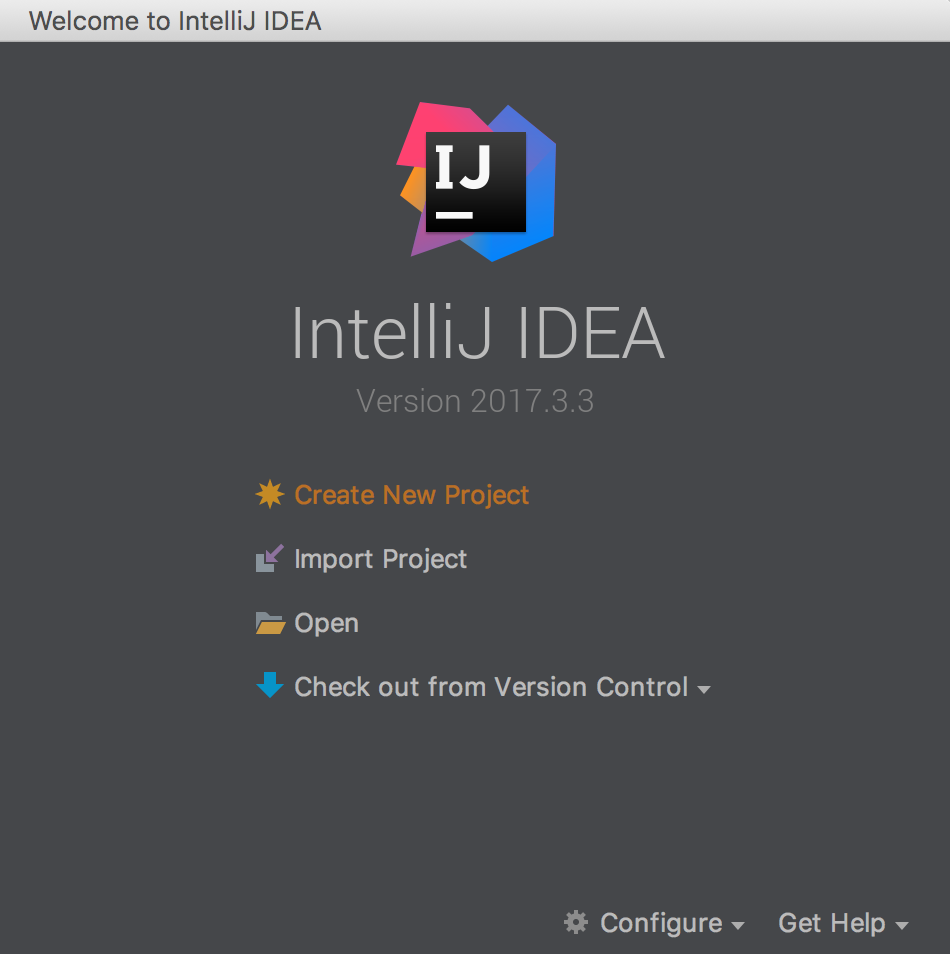 Welcome to IntelliJ IDEA
IJ
IntelliJ IDEA
Version 2017.3.3
Create New Project
Import Project
Open
Check out from Version Control
Configure Get Help